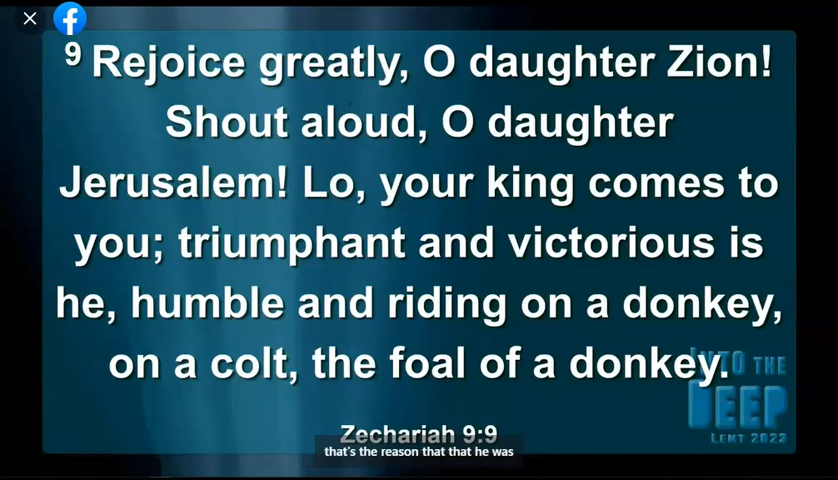 9 Rejoice greatly, O daughter Zion!
Shout aloud, O daughter
Jerusalem! Lo, your king comes to
you; triumphant and victorious is
he, humble and riding on a donkey,
on a colt, the foal of a donkey.
INTO THE
DEEP
LENT 2023
Zechariah 9:9
that's the reason that that he was